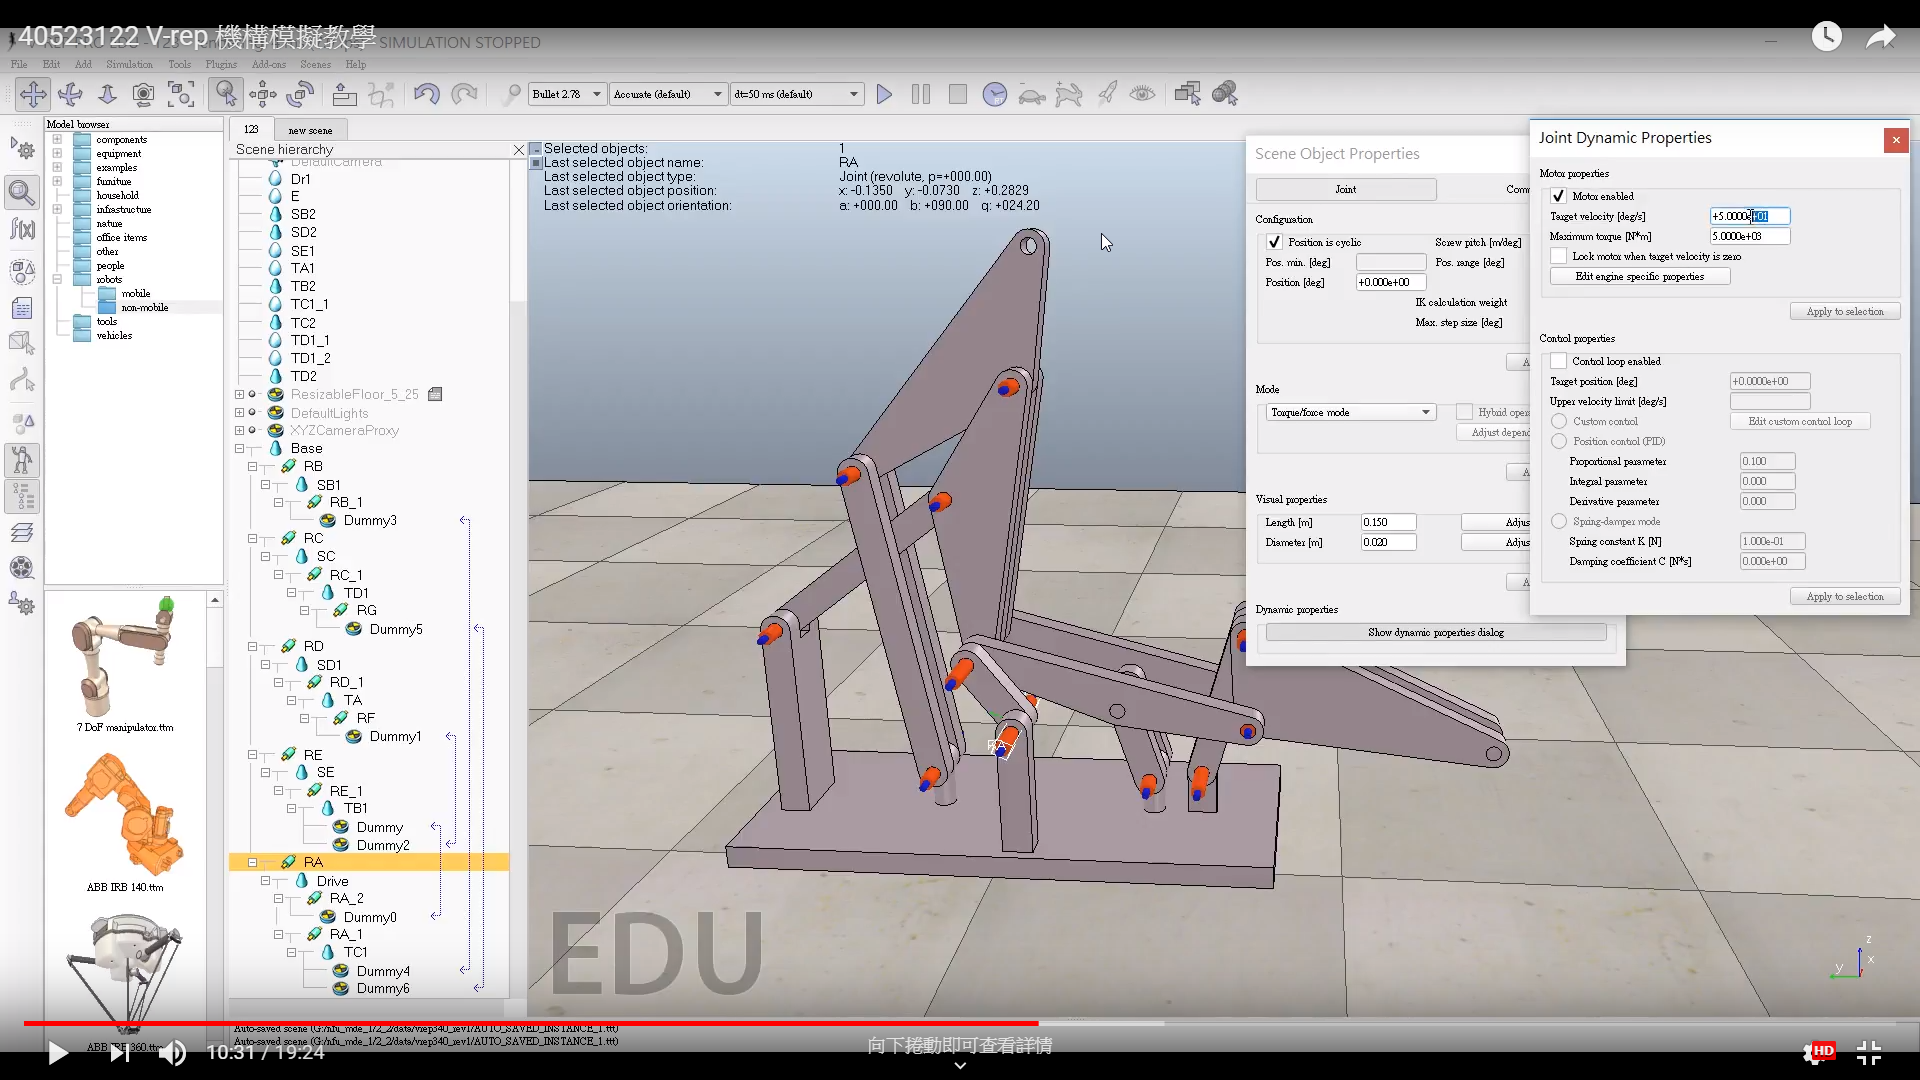 40523122 V-rep 機構模擬教學
SIMULATION STOPPED
File Edit Add Simulation Tools Plugins Add-ons Scenes Help
Bullet 2.78
Accurate (default)
dt=50 ms (default)
Model browser
components
equipment
examples
furniture
household
infrastructure
nature
office items
other
people
robots
mobile
non-mobile
tools
vehicles
7 DoF manipulator.ttm
ABB IRB 140.ttm
ABB IRB 360.ttm
123
new scene
Scene hierarchy
DefaultCamera
Dr1
E
SB2
SD2
SE1
TA1
TB2
TC1_1
TC2
TD1_1
TD1_2
TD2
ResizableFloor_5_25
DefaultLights
XYZCameraProxy
Base
RB
SB1
RB_1
Dummy3
RC
SC
RC_1
TD1
RG
Dummy5
RD
SD1
RD_1
TA
RF
Dummy1
RE
SE
RE_1
TB1
Dummy
Dummy2
RA
Drive
RA_2
Dummy0
RA_1
TC1
Dummy4
Dummy6
Selected objects: 1
Last selected object name: RA
Last selected object type: Joint (revolute, p=+000.00)
Last selected object position: x: -0.1350 y: -0.0730 z: +0.2829
Last selected object orientation: a: +000.00 b: +090.00 g: +024.20
RA
EDU
z
x
y
Scene Object Properties
Joint
Comm
Configuration
Position is cyclic
Screw pitch [m/deg]
Pos. min. [deg]
Pos. range [deg]
Position [deg] +0.000e+00
IK calculation weight
Max. step size [deg]
A
Mode
Torque/force mode
Hybrid oper
Adjust depend
A
Visual properties
Length [m] 0.150
Adjus
Diameter [m] 0.020
Adjus
A
Dynamic properties
Show dynamic properties dialog
Joint Dynamic Properties
Motor properties
Motor enabled
Target velocity [deg/s] +5.0000e+01
Maximum torque [N*m] 5.0000e+03
Lock motor when target velocity is zero
Edit engine specific properties
Apply to selection
Control properties
Control loop enabled
Target position [deg] +0.0000e+00
Upper velocity limit [deg/s]
Custom control
Edit custom control loop
Position control (PID)
Proportional parameter 0.100
Integral parameter 0.000
Derivative parameter 0.000
Spring-damper mode
Spring constant K [N] 1.000e-01
Damping coefficient C [N*s] 0.000e+00
Apply to selection
Auto-saved scene (G:/nfu_mde_1/2_2/data/vrep340_rev1/AUTO_SAVED_INSTANCE_1.ttt)
Auto-saved scene (G:/nfu_mde_1/2_2/data/vrep340_rev1/AUTO_SAVED_INSTANCE_1.ttt)
10:31 / 19:24
向下捲動即可查看詳情
HD